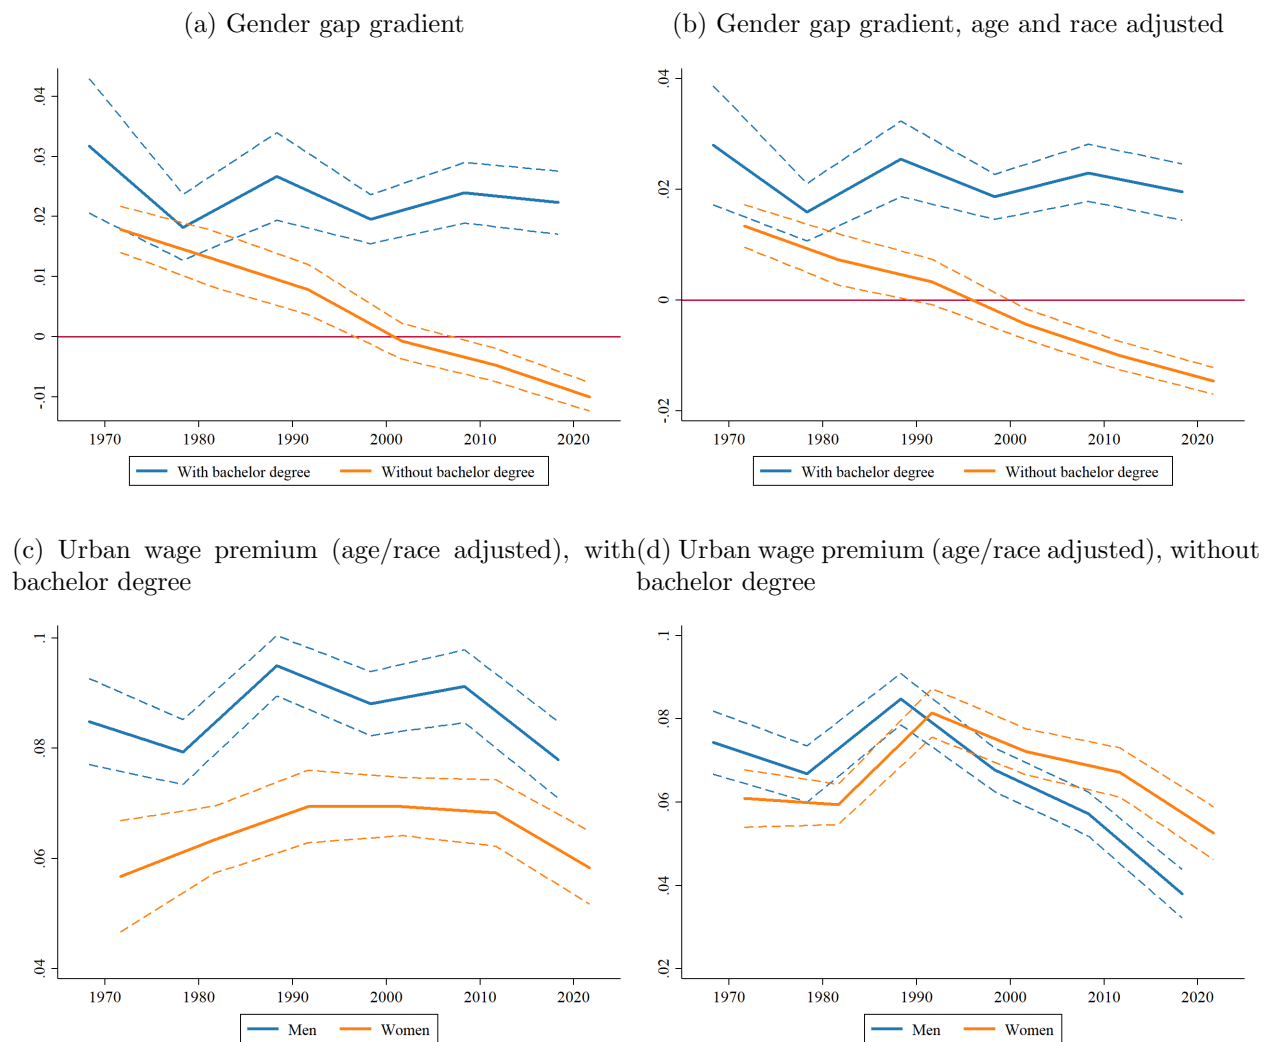 (a) Gender gap gradient
.04
.03
.02
.01
0
-.01
1970 1980 1990 2000 2010 2020
With bachelor degree Without bachelor degree
(b) Gender gap gradient, age and race adjusted
.04
.02
0
-.02
1970 1980 1990 2000 2010 2020
With bachelor degree Without bachelor degree
(c) Urban wage premium (age/race adjusted), with
bachelor degree
.1
.08
.06
.04
1970 1980 1990 2000 2010 2020
Men Women
(d) Urban wage premium (age/race adjusted), without
bachelor degree
.1
.08
.06
.04
.02
1970 1980 1990 2000 2010 2020
Men Women